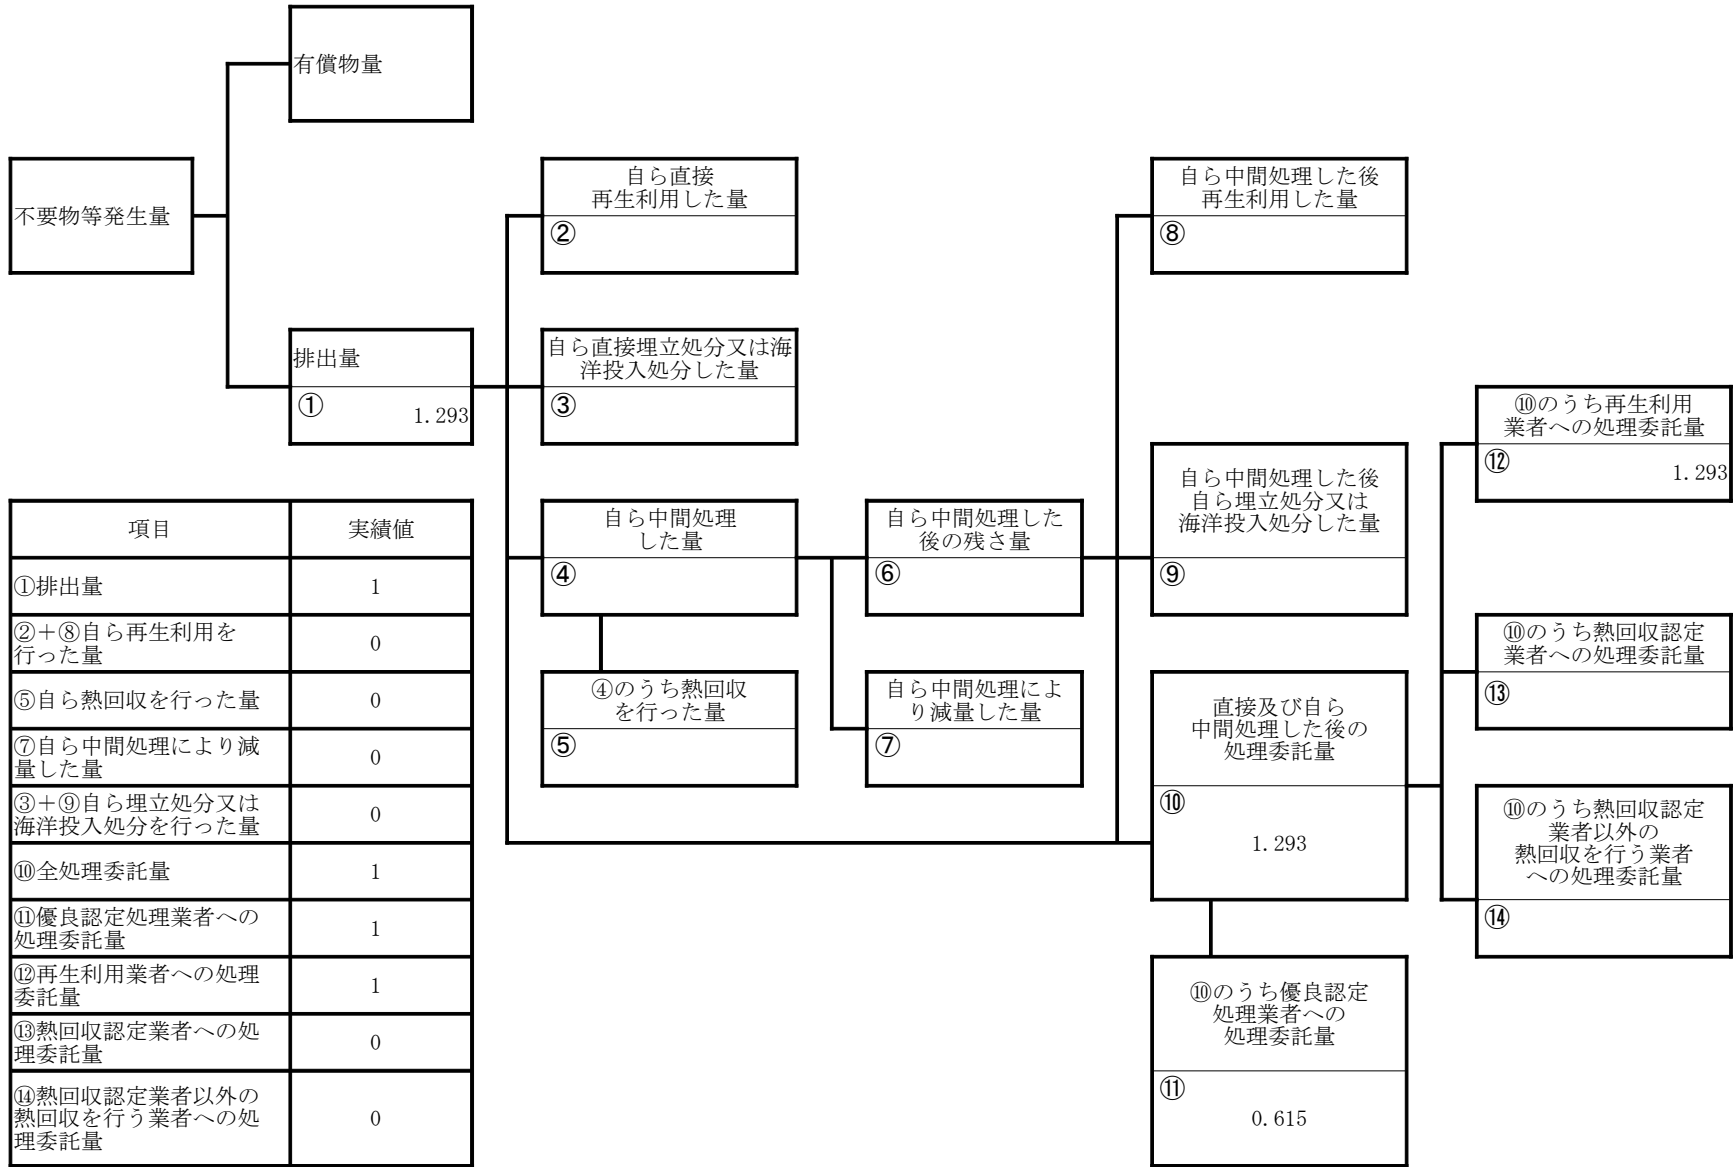 有償物量
不要物等発生量
自ら直接
再生利用した量
②
自ら中間処理した後
再生利用した量
⑧
排出量
①
1.293
自ら直接埋立処分又は海
洋投入処分した量
③
⑩のうち再生利用
業者への処理委託量
⑫
1.293
自ら中間処理
した量
④
自ら中間処理した
後の残さ量
⑥
自ら中間処理した後
自ら埋立処分又は
海洋投入処分した量
⑨
⑩のうち熱回収認定
業者への処理委託量
⑬
④のうち熱回収
を行った量
⑤
自ら中間処理によ
り減量した量
⑦
直接及び自ら
中間処理した後の
処理委託量
⑩
1.293
⑩のうち熱回収認定
業者以外の
熱回収を行う業者
への処理委託量
⑭
⑩のうち優良認定
処理業者への
処理委託量
⑪
0.615
項目
実績値
①排出量
1
②＋⑧自ら再生利用を
行った量
0
⑤自ら熱回収を行った量
0
⑦自ら中間処理により減
量した量
0
③＋⑨自ら埋立処分又は
海洋投入処分を行った量
0
⑩全処理委託量
1
⑪優良認定処理業者への
処理委託量
1
⑫再生利用業者への処理
委託量
1
⑬熱回収認定業者への処
理委託量
0
⑭熱回収認定業者以外の
熱回収を行う業者への処
理委託量
0